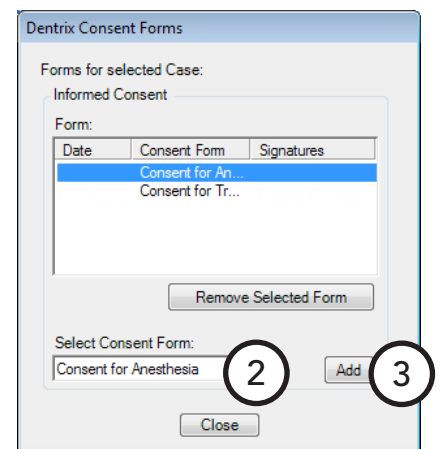 Dentrix Consent Forms
Forms for selected Case:
Informed Consent
Form:
Date Consent Form Signatures
Consent for An...
Consent for Tr...
Remove Selected Form
Select Consent Form:
Consent for Anesthesia 2 Add 3
Close